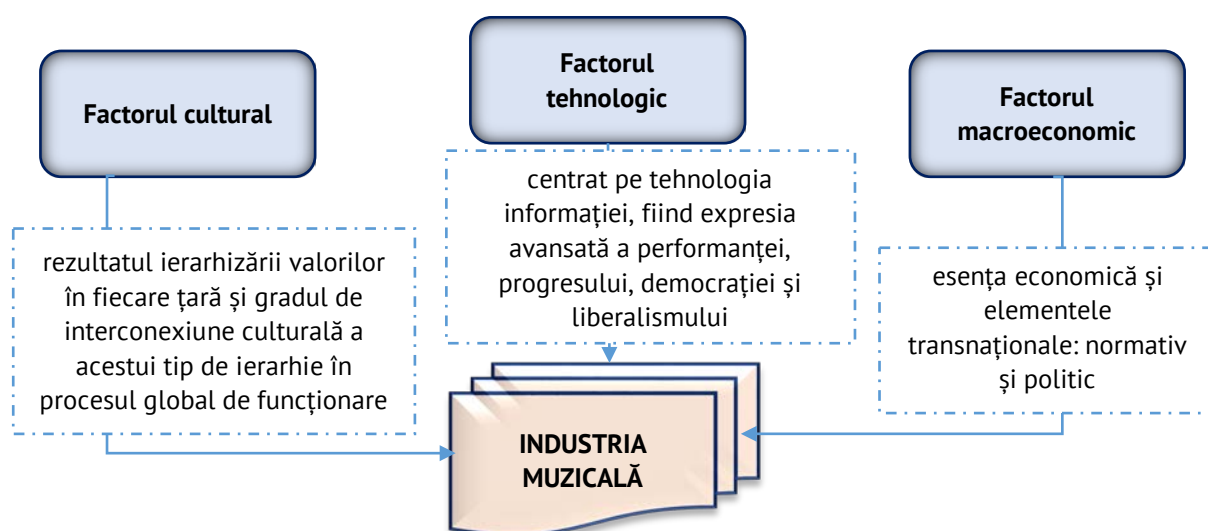 Factorul cultural
rezultatul ierarhizării valorilor
în fiecare țară și gradul de
interconexiune culturală a
acestui tip de ierarhie în
procesul global de funcționare
Factorul
tehnologic
centrat pe tehnologia
informației, fiind expresia
avansată a performanței,
progresului, democrației și
liberalismului
Factorul
macroeconomic
esența economică și
elementele
transnaționale: normativ
și politic
INDUSTRIA
MUZICALĂ